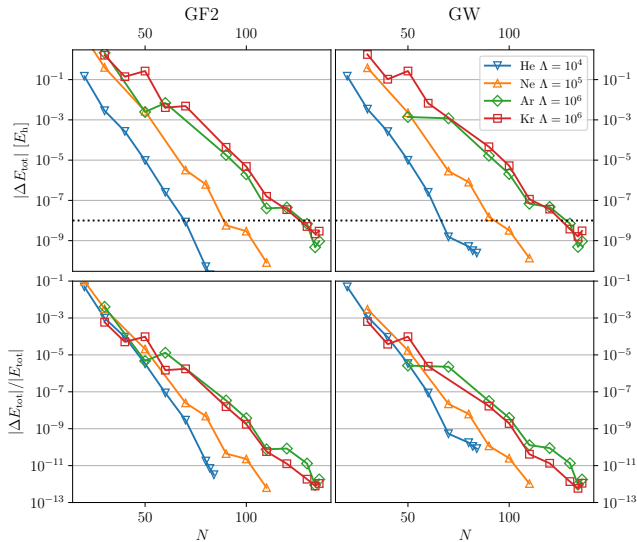 GF2 GW
50 100 50 100
|ΔE_tot| [E_h]
10^-1
10^-3
10^-5
10^-7
10^-9
He Λ = 10^4
Ne Λ = 10^5
Ar Λ = 10^6
Kr Λ = 10^6
10^-1
10^-3
10^-5
10^-7
10^-9
|ΔE_tot|/|E_tot|
10^-1
10^-3
10^-5
10^-7
10^-9
10^-11
10^-13
10^-1
10^-3
10^-5
10^-7
10^-9
10^-11
10^-13
50 100 50 100
N N